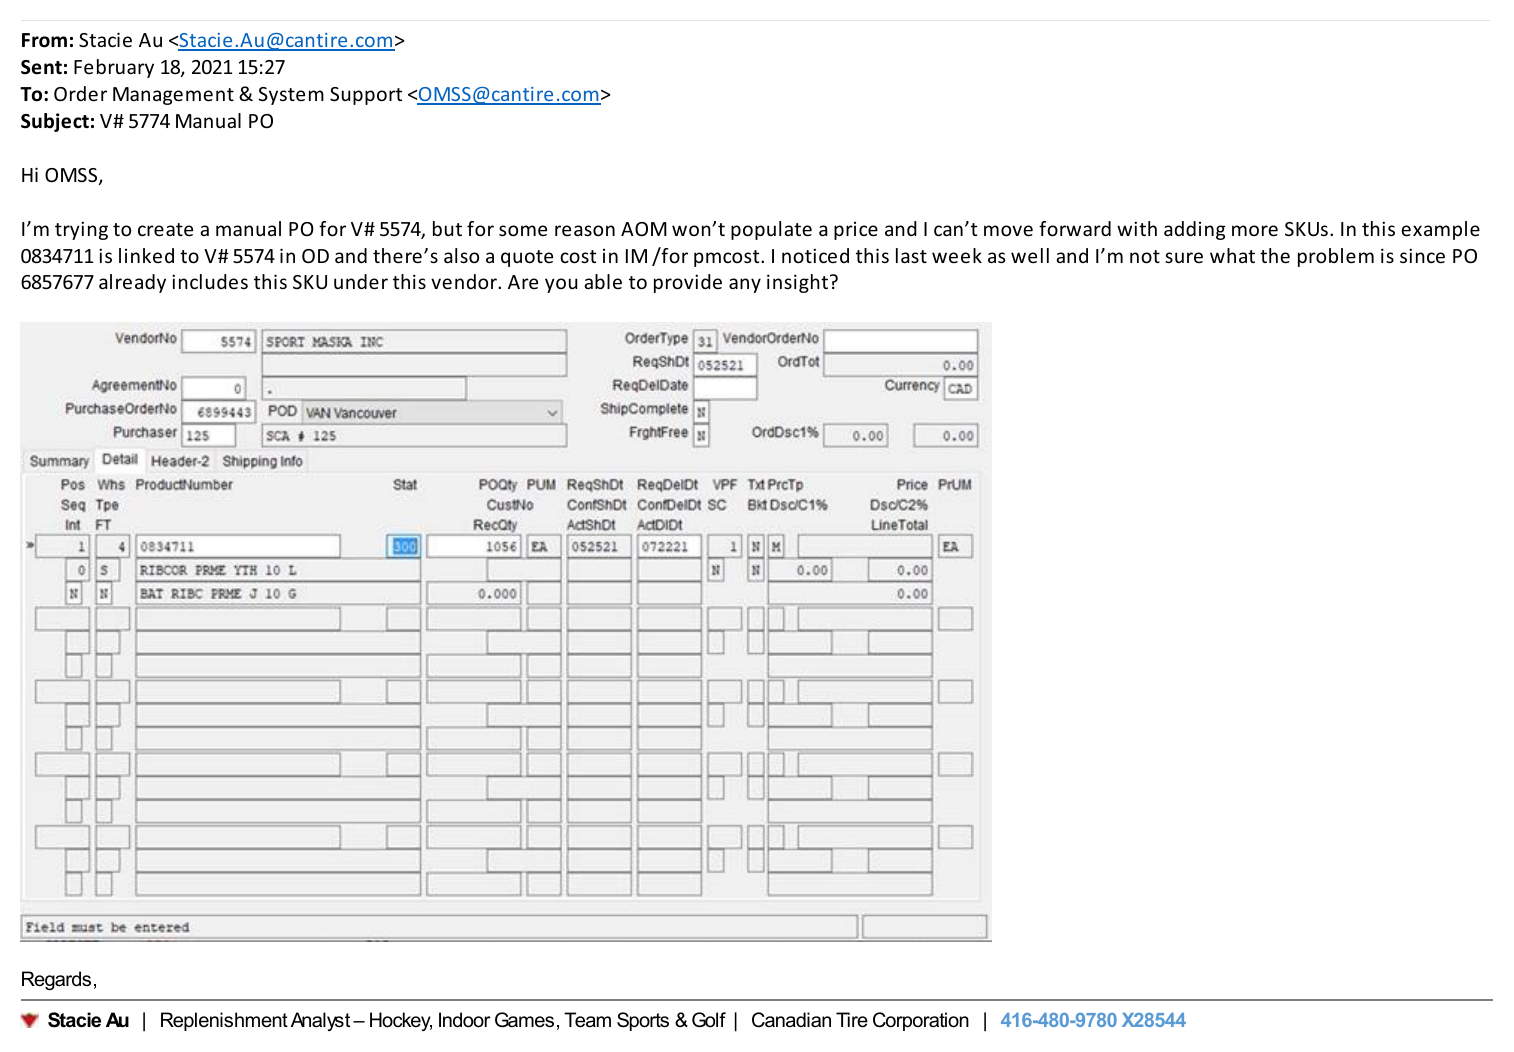 From: Stacie Au <Stacie.Au@cantire.com>
Sent: February 18, 2021 15:27
To: Order Management & System Support <OMSS@cantire.com>
Subject: V# 5774 Manual PO
Hi OMSS,
I'm trying to create a manual PO for V# 5574, but for some reason AOM won't populate a price and I can't move forward with adding more SKUs. In this example
0834711 is linked to V# 5574 in OD and there's also a quote cost in IM /for pmcost. I noticed this last week as well and I'm not sure what the problem is since PO
6857677 already includes this SKU under this vendor. Are you able to provide any insight?
VendorNo 5574 SPORT MASKA INC OrderType 31 VendorOrderNo
ReqShDt 052521 OrdTot 0.00
AgreementNo 0 . ReqDelDate Currency CAD
PurchaseOrderNo 6899443 POD VAN Vancouver ShipComplete N
Purchaser 125 SCA # 125 FrghtFree N OrdDsc1% 0.00 0.00
Summary Detail Header-2 Shipping Info
Pos Whs ProductNumber Stat POQty PUM ReqShDt ReqDelDt VPF Txt PrcTp Price PrUM
Seq Tpe CustNo ConfShDt ConfDelDt SC Bkt Dsc/C1% Dsc/C2%
Int FT RecQty ActShDt ActDlDt LineTotal
» 1 4 0834711 300 1056 EA 052521 072221 1 N M EA
0 S RIBCOR PRME YTH 10 L N N 0.00 0.00
N N BAT RIBC PRME J 10 G 0.000 0.00
Field must be entered
Regards,
Stacie Au | Replenishment Analyst – Hockey, Indoor Games, Team Sports & Golf | Canadian Tire Corporation | 416-480-9780 X28544